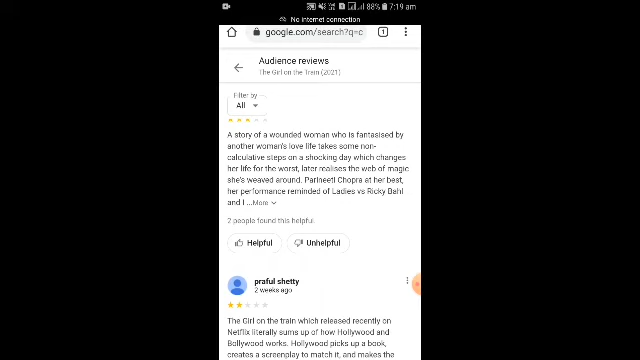 88% 7:19 am
No internet connection
google.com/search?q=c
1
Audience reviews
The Girl on the Train (2021)
Filter by
All
A story of a wounded woman who is fantasised by
another woman's love life takes some non-
calculative steps on a shocking day which changes
her life for the worst, later realises the web of magic
she's weaved around. Parineeti Chopra at her best,
her performance reminded of Ladies vs Ricky Bahl
and I ... More
2 people found this helpful.
Helpful
Unhelpful
praful shetty
2 weeks ago
The Girl on the train which released recently on
Netflix literally sums up of how Hollywood and
Bollywood works. Hollywood picks up a book,
creates a screenplay to match it, and makes the